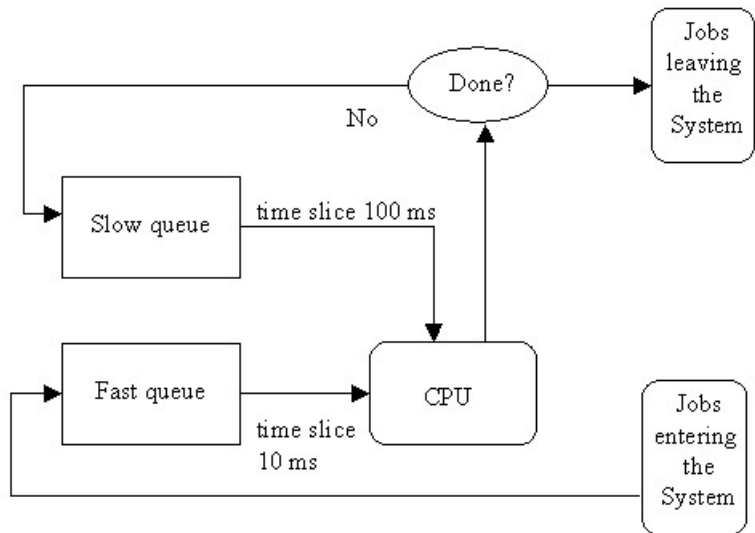 Jobs
leaving
the
System
Done?
No
Slow queue
time slice 100 ms
Fast queue
time slice
10 ms
CPU
Jobs
entering
the
System